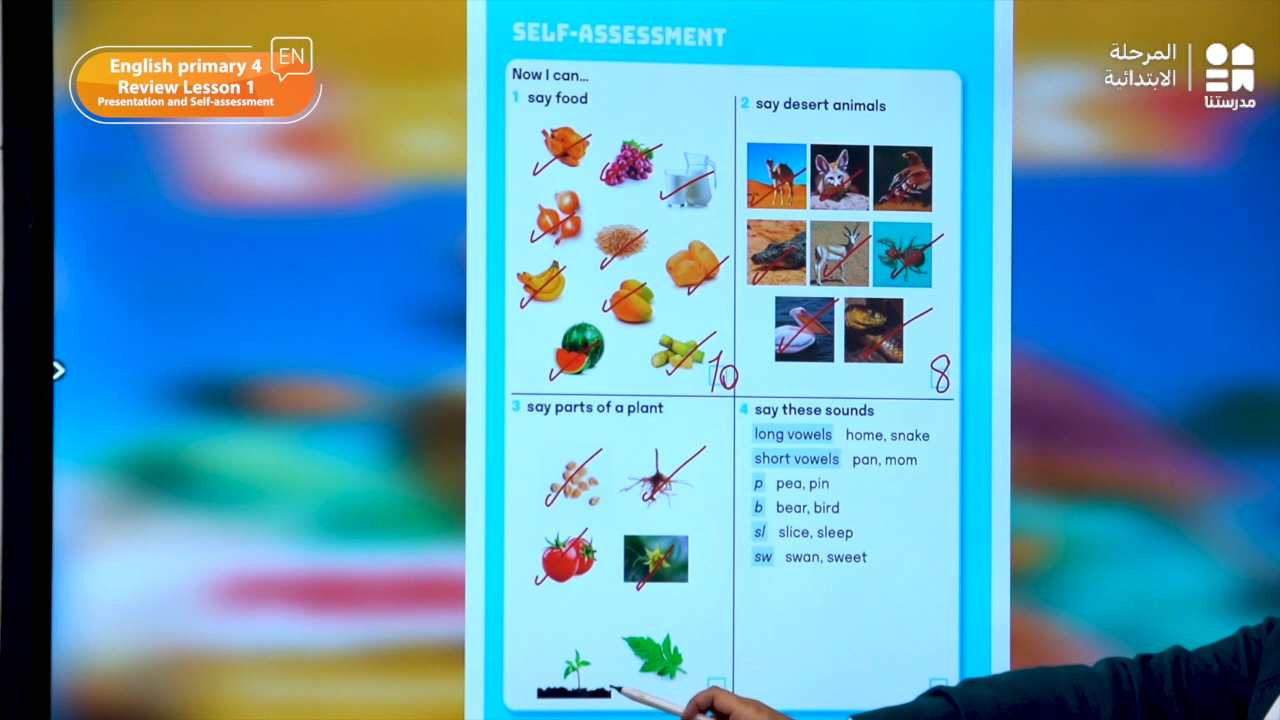 English primary 4
EN
Review Lesson 1
Presentation and Self-assessment
المرحلة
الابتدائية
مدرستنا
SELF-ASSESSMENT
Now I can...
1 say food
10
2 say desert animals
8
3 say parts of a plant
4 say these sounds
long vowels home, snake
short vowels pan, mom
p pea, pin
b bear, bird
sl slice, sleep
sw swan, sweet